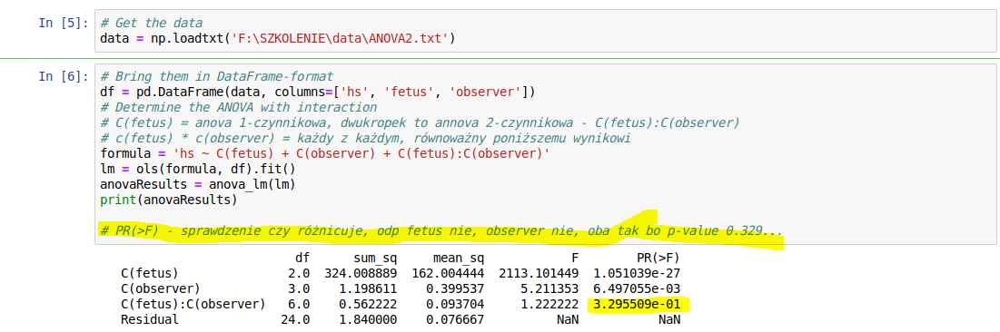 In [5]: # Get the data
data = np.loadtxt('F:\SZKOLENIE\data\ANOVA2.txt')
In [6]: # Bring them in DataFrame-format
df = pd.DataFrame(data, columns=['hs', 'fetus', 'observer'])
# Determine the ANOVA with interaction
# C(fetus) = anova 1-czynnikowa, dwukropek to annova 2-czynnikowa - C(fetus):C(observer)
# c(fetus) * c(observer) = każdy z każdym, równoważny poniższemu wynikowi
formula = 'hs ~ C(fetus) + C(observer) + C(fetus):C(observer)'
lm = ols(formula, df).fit()
anovaResults = anova_lm(lm)
print(anovaResults)
# PR(>F) - sprawdzenie czy różnicuje, odp fetus nie, observer nie, oba tak bo p-value 0.329...
df sum_sq mean_sq F PR(>F)
C(fetus) 2.0 324.008889 162.004444 2113.101449 1.051039e-27
C(observer) 3.0 1.198611 0.399537 5.211353 6.497055e-03
C(fetus):C(observer) 6.0 0.562222 0.093704 1.222222 3.295509e-01
Residual 24.0 1.840000 0.076667 NaN NaN